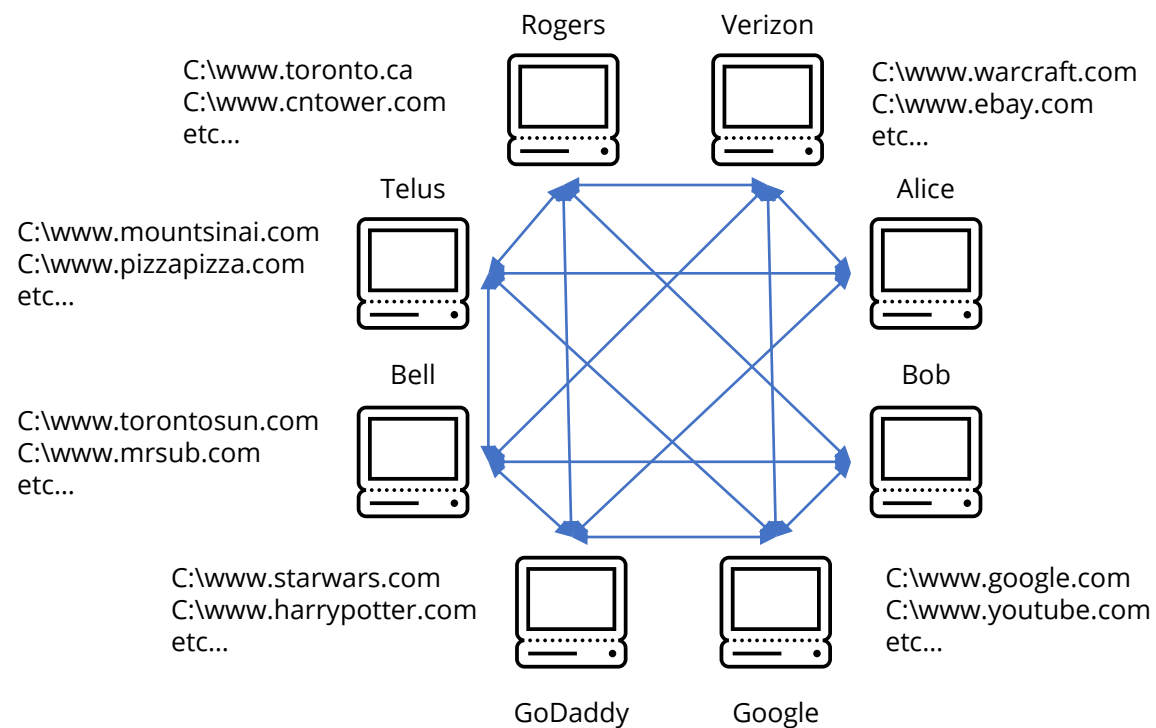 Rogers
Verizon
C:\www.toronto.ca
C:\www.cntower.com
etc...
C:\www.warcraft.com
C:\www.ebay.com
etc...
Telus
Alice
C:\www.mountsinai.com
C:\www.pizzapizza.com
etc...
Bell
Bob
C:\www.torontosun.com
C:\www.mrsub.com
etc...
C:\www.starwars.com
C:\www.harrypotter.com
etc...
C:\www.google.com
C:\www.youtube.com
etc...
GoDaddy
Google